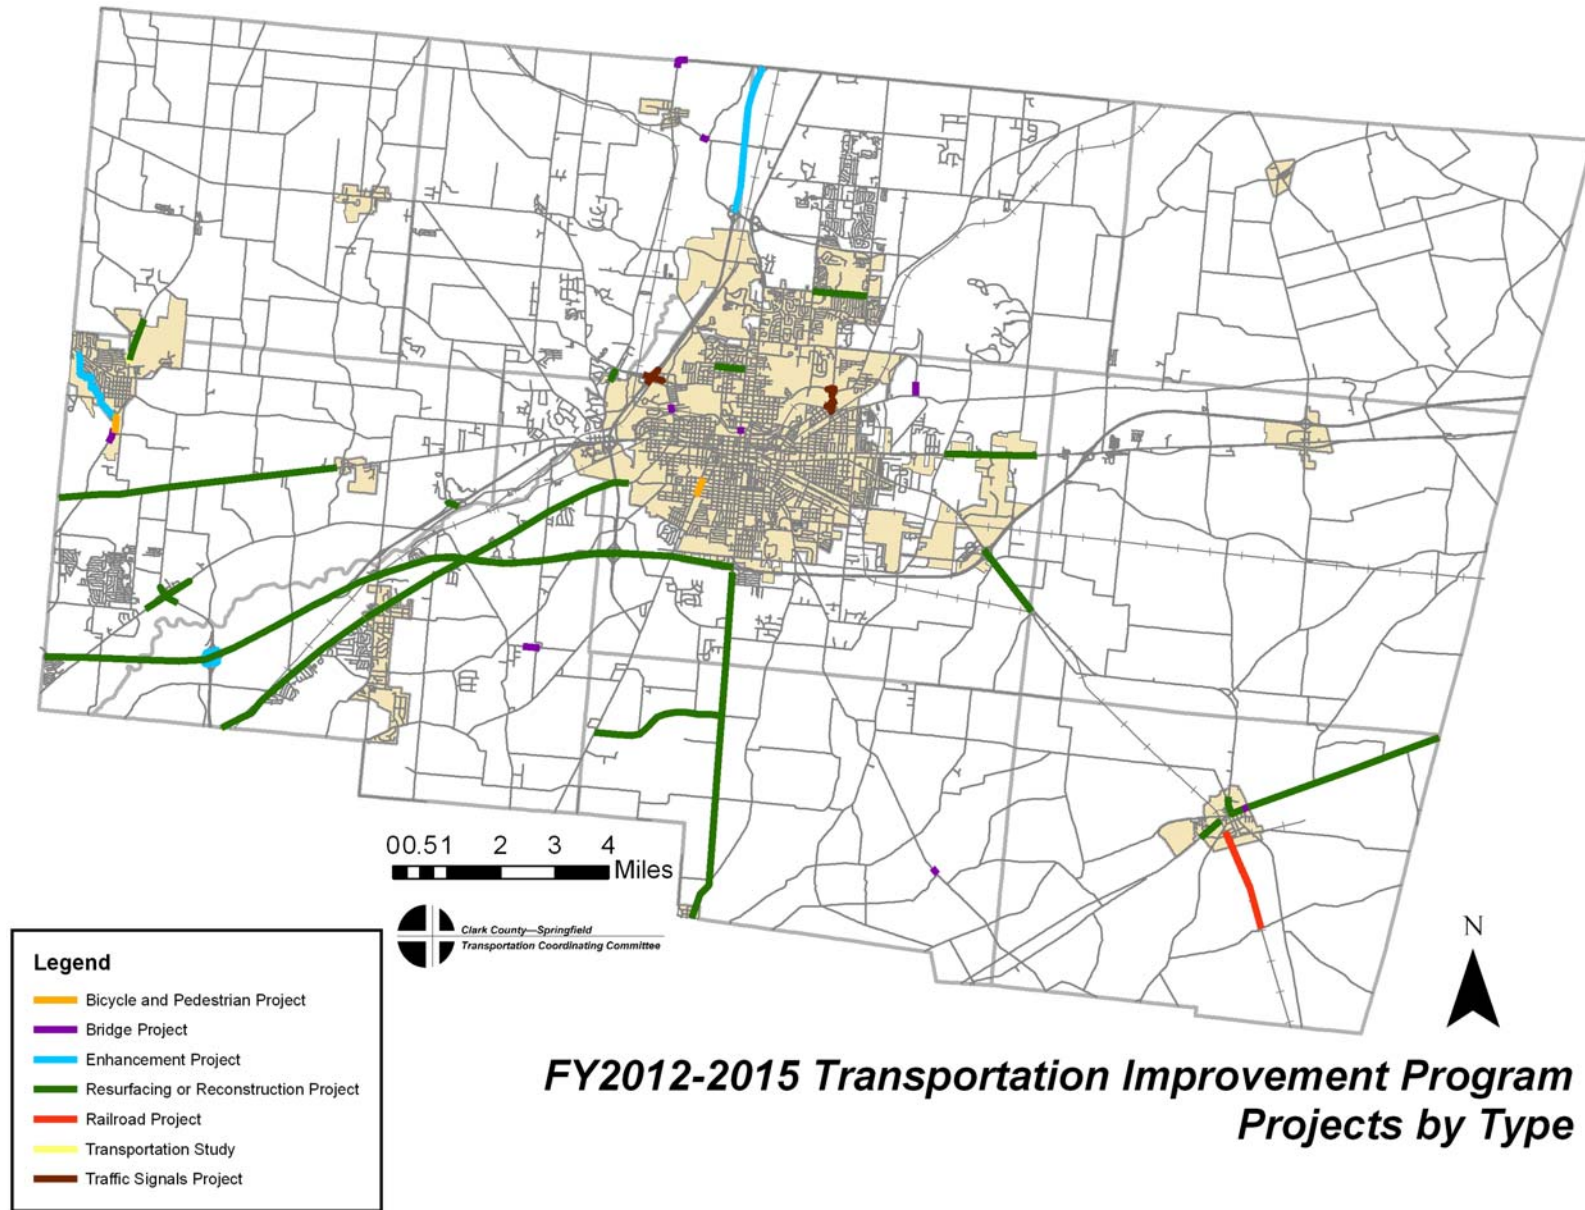 00.51 2 3 4
Miles
Clark County—Springfield
Transportation Coordinating Committee
N
Legend
Bicycle and Pedestrian Project
Bridge Project
Enhancement Project
Resurfacing or Reconstruction Project
Railroad Project
Transportation Study
Traffic Signals Project
FY2012-2015 Transportation Improvement Program
Projects by Type